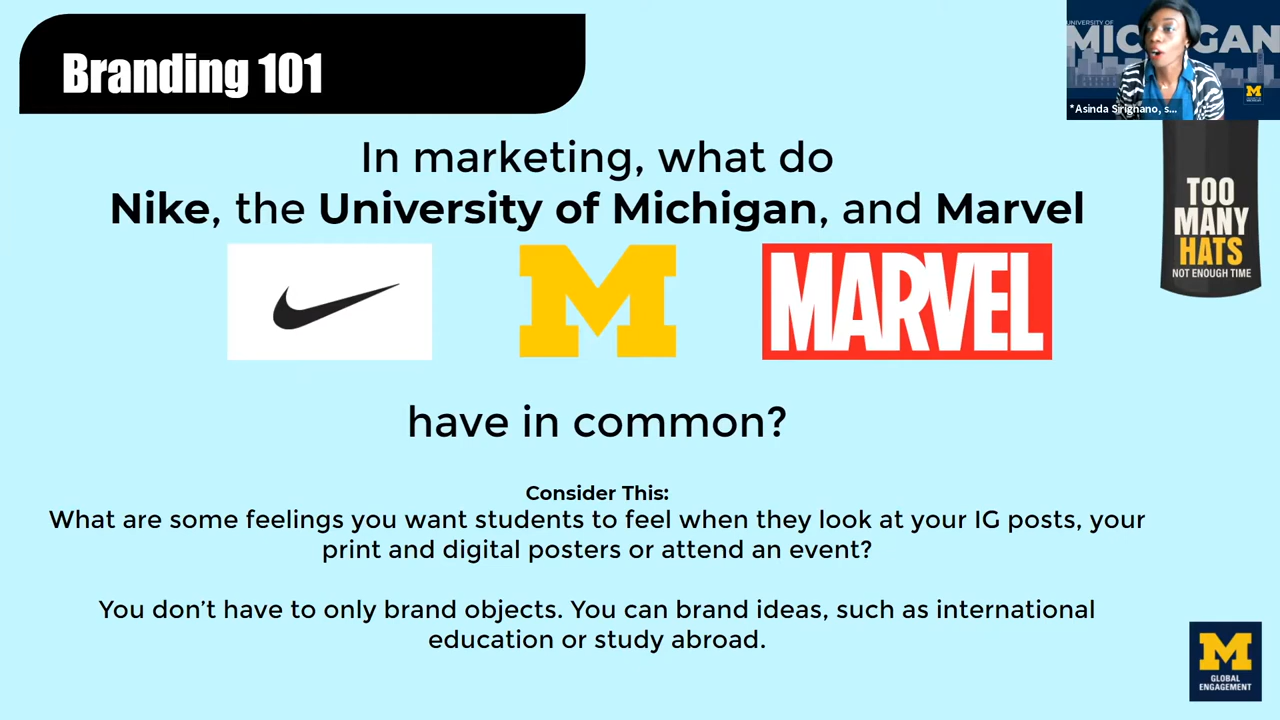 Branding 101
UNIVERSITY OF
MICHIGAN
*Asinda Sirignano, s...
In marketing, what do
Nike, the University of Michigan, and Marvel
M
MARVEL
TOO
MANY
HATS
NOT ENOUGH TIME
have in common?
Consider This:
What are some feelings you want students to feel when they look at your IG posts, your
print and digital posters or attend an event?
You don’t have to only brand objects. You can brand ideas, such as international
education or study abroad.
M
GLOBAL
ENGAGEMENT